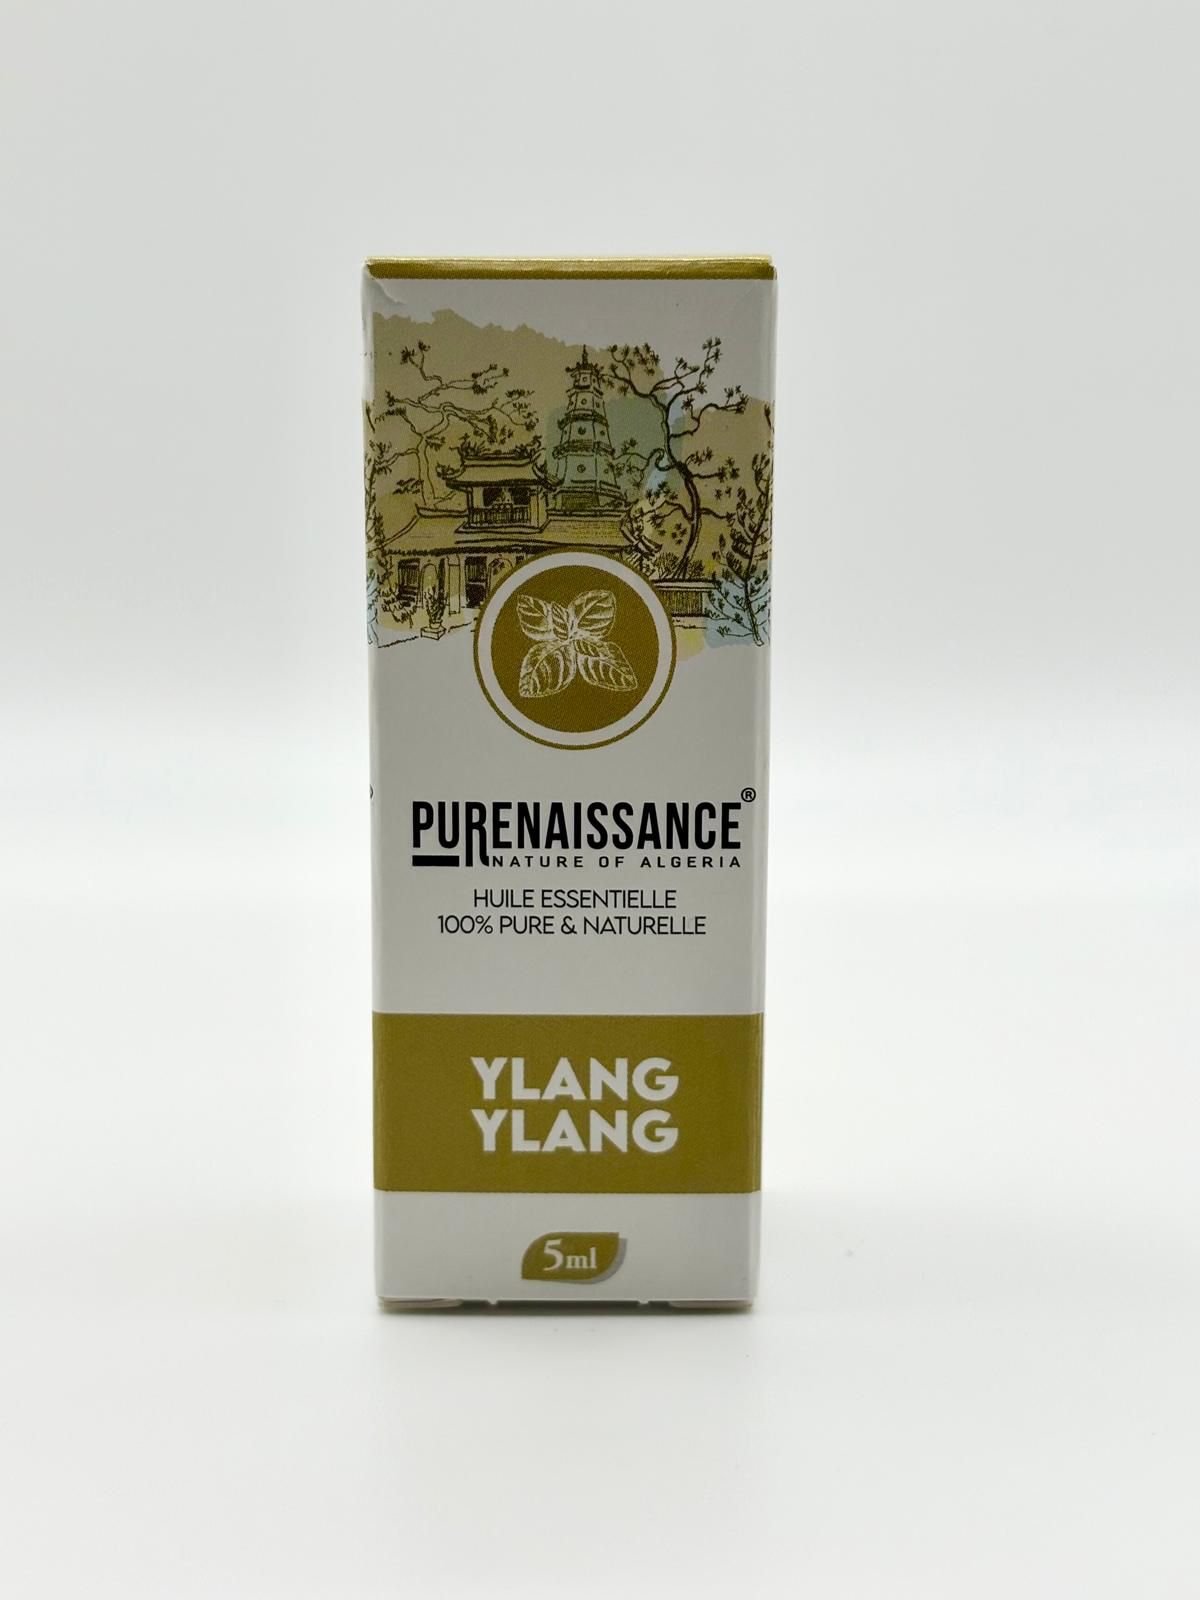 PURENAISSANCE®
NATURE OF ALGERIA
HUILE ESSENTIELLE
100% PURE & NATURELLE
YLANG
YLANG
5ml